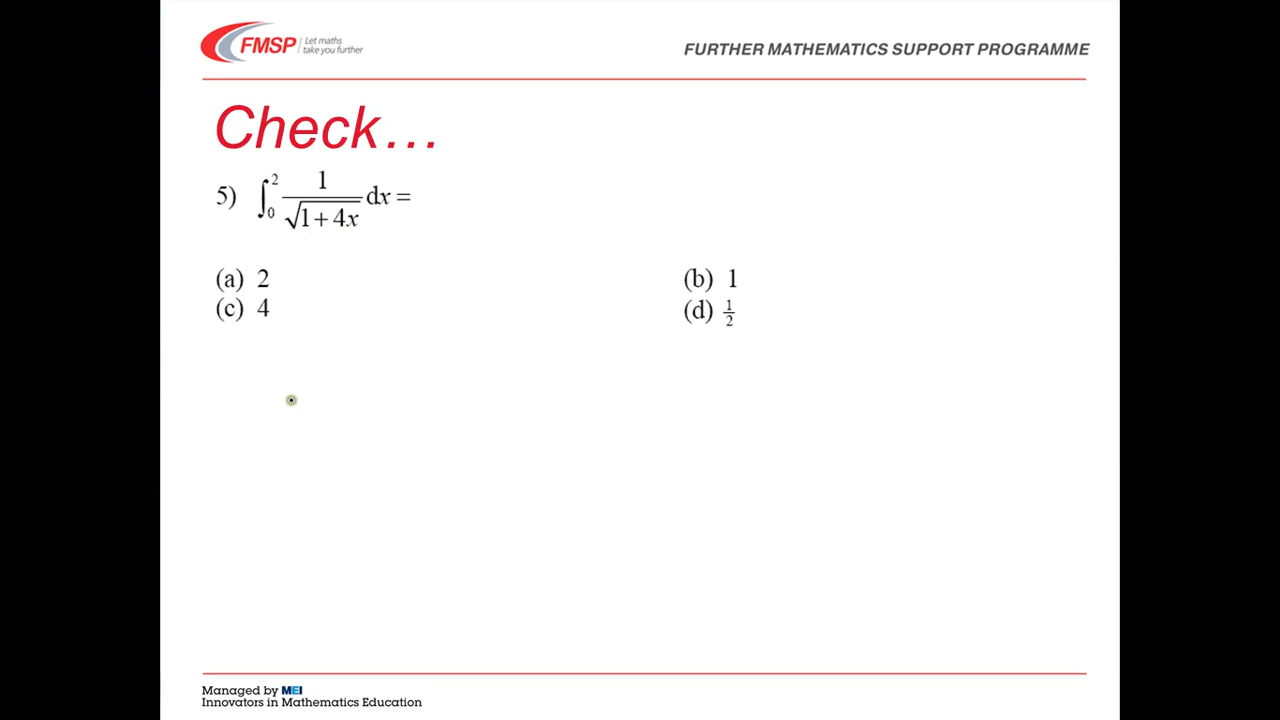 FMSP Let maths
take you further
FURTHER MATHEMATICS SUPPORT PROGRAMME
Check…
5) ∫₀² 1/√(1+4x) dx =
(a) 2 (b) 1
(c) 4 (d) 1/2
Managed by MEI
Innovators in Mathematics Education